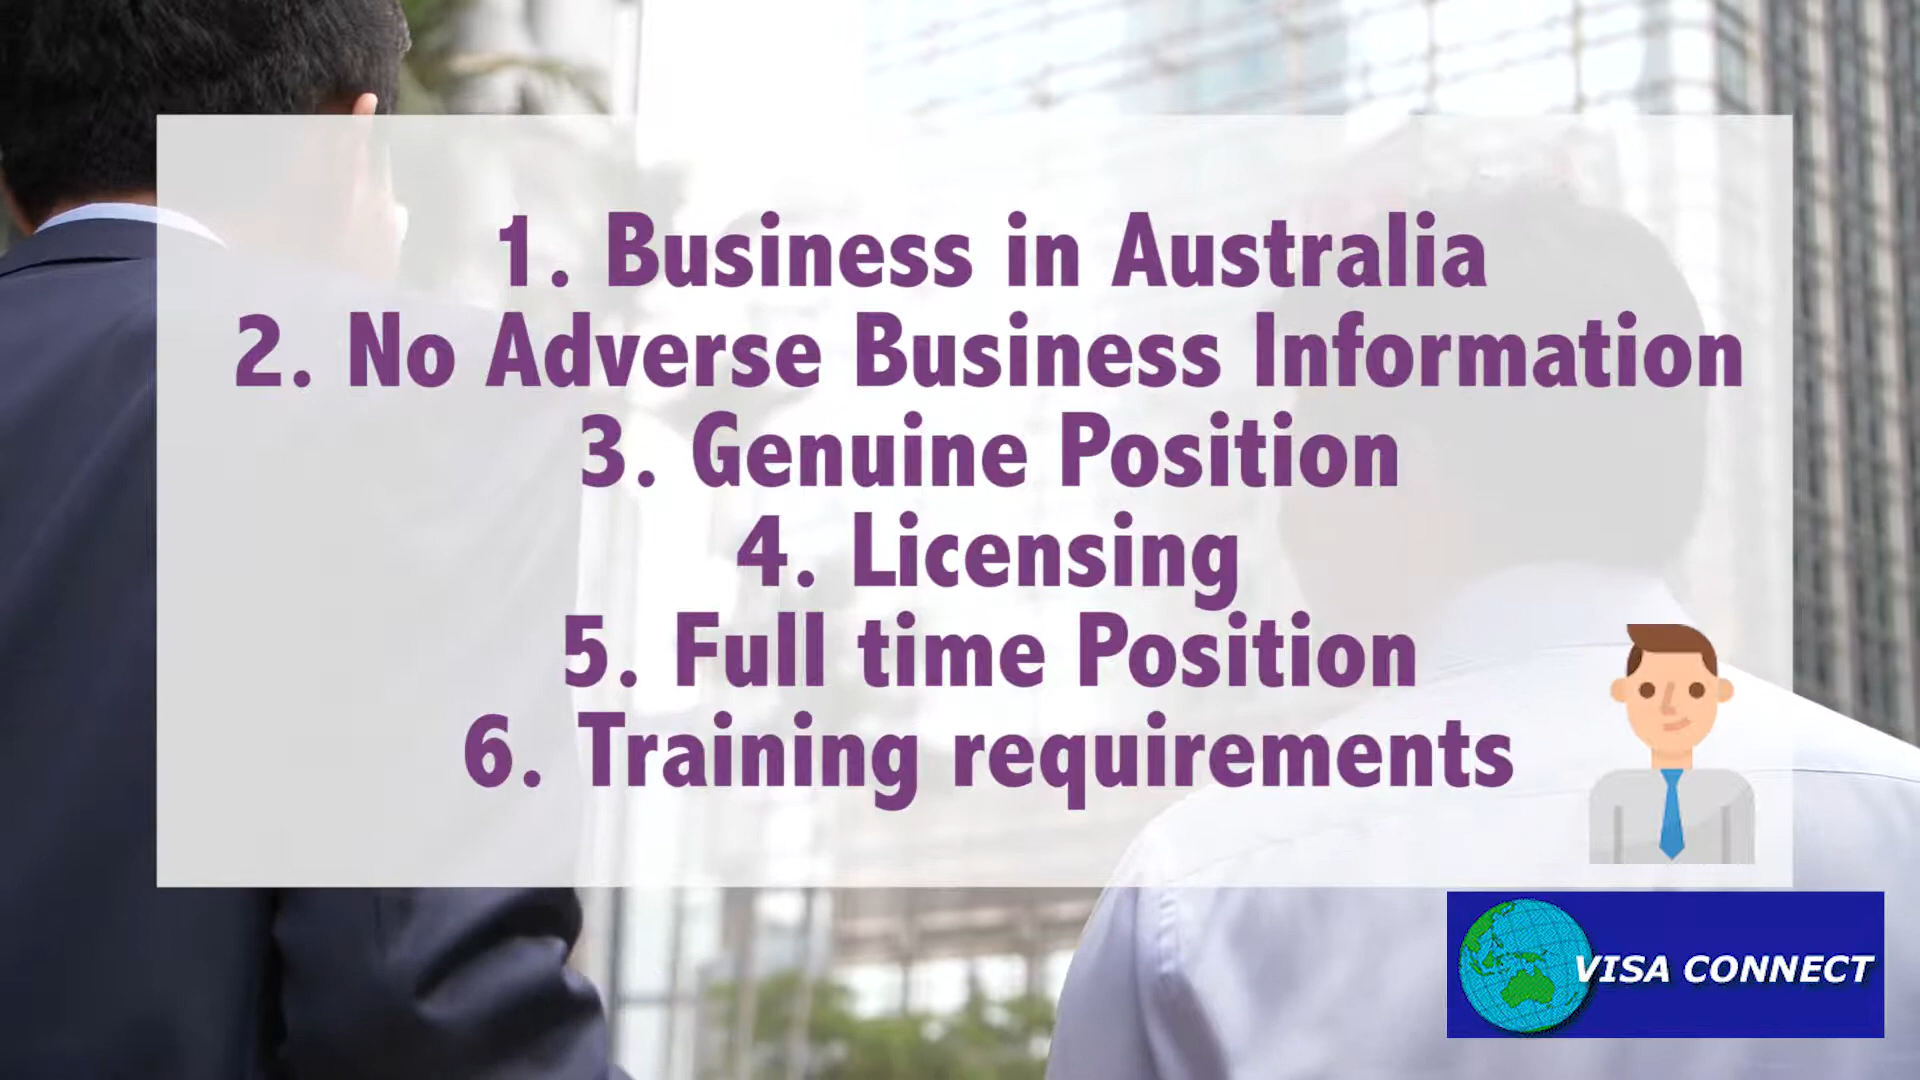 1. Business in Australia
2. No Adverse Business Information
3. Genuine Position
4. Licensing
5. Full time Position
6. Training requirements
VISA CONNECT